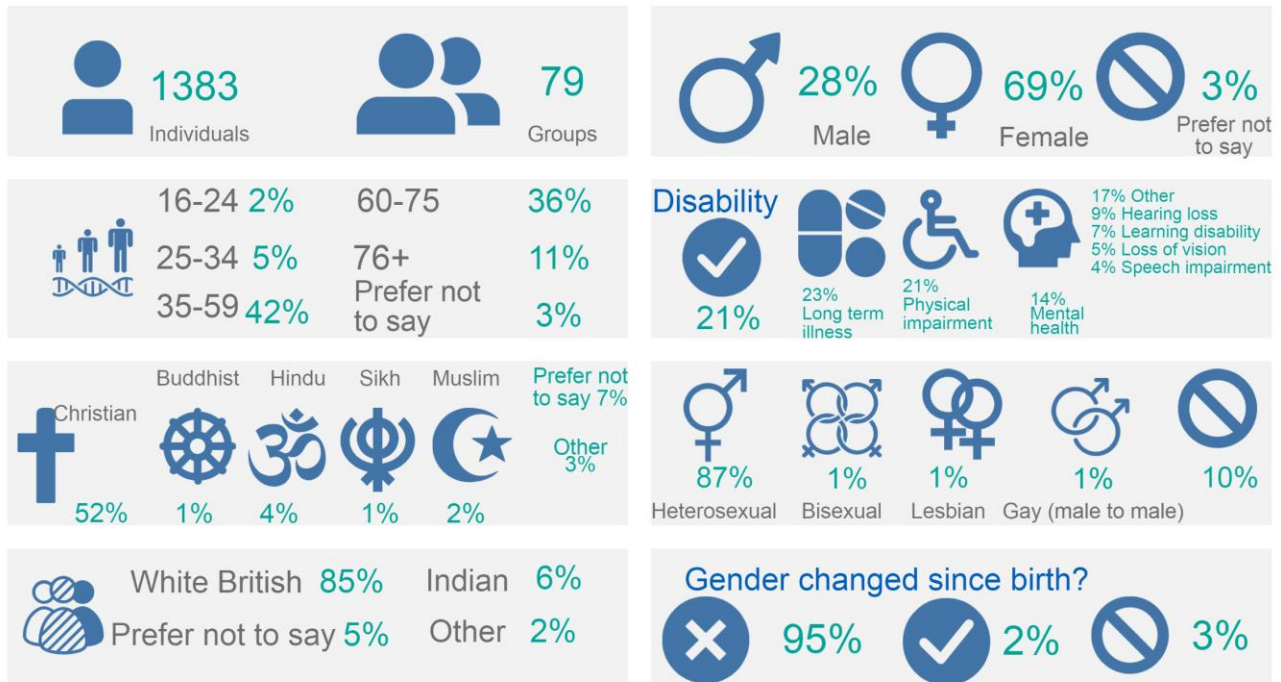 1383
Individuals
79
Groups
28%
Male
69%
Female
3%
Prefer not
to say
16-24 2%
25-34 5%
35-59 42%
60-75 36%
76+ 11%
Prefer not
to say 3%
Disability
21%
23%
Long term
illness
21%
Physical
impairment
14%
Mental
health
17% Other
9% Hearing loss
7% Learning disability
5% Loss of vision
4% Speech impairment
Christian
52%
Buddhist
1%
Hindu
4%
Sikh
1%
Muslim
2%
Prefer not
to say 7%
Other
3%
87%
Heterosexual
1%
Bisexual
1%
Lesbian
1%
Gay (male to male)
10%
White British 85%
Indian 6%
Prefer not to say 5%
Other 2%
Gender changed since birth?
95%
2%
3%